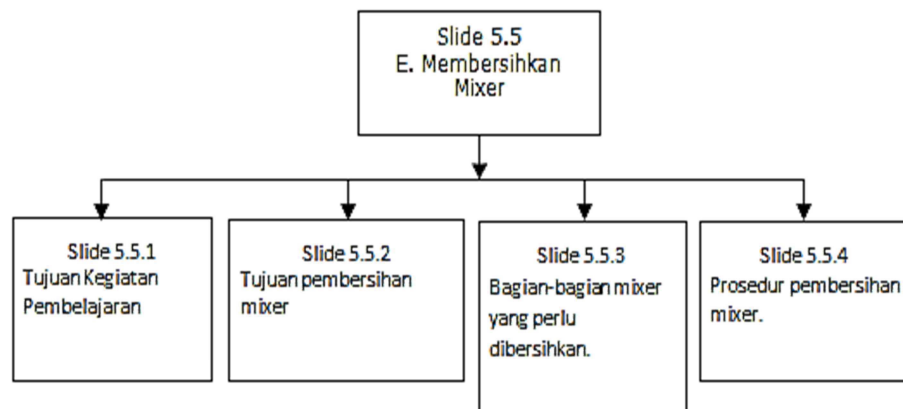 Slide 5.5
E. Membersihkan
Mixer
Slide 5.5.1
Tujuan Kegiatan
Pembelajaran
Slide 5.5.2
Tujuan pembersihan
mixer
Slide 5.5.3
Bagian-bagian mixer
yang perlu
dibersihkan.
Slide 5.5.4
Prosedur pembersihan
mixer.